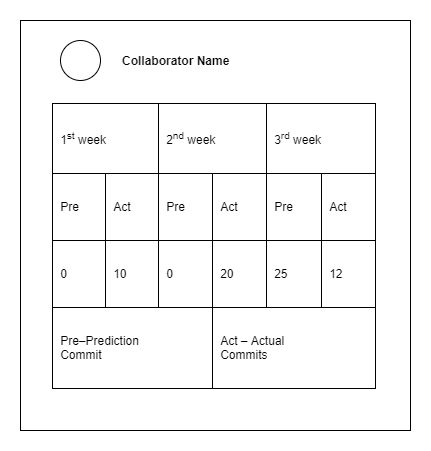 Collaborator Name
1st week 2nd week 3rd week
Pre Act Pre Act Pre Act
0 10 0 20 25 12
Pre–Prediction
Commit
Act – Actual
Commits